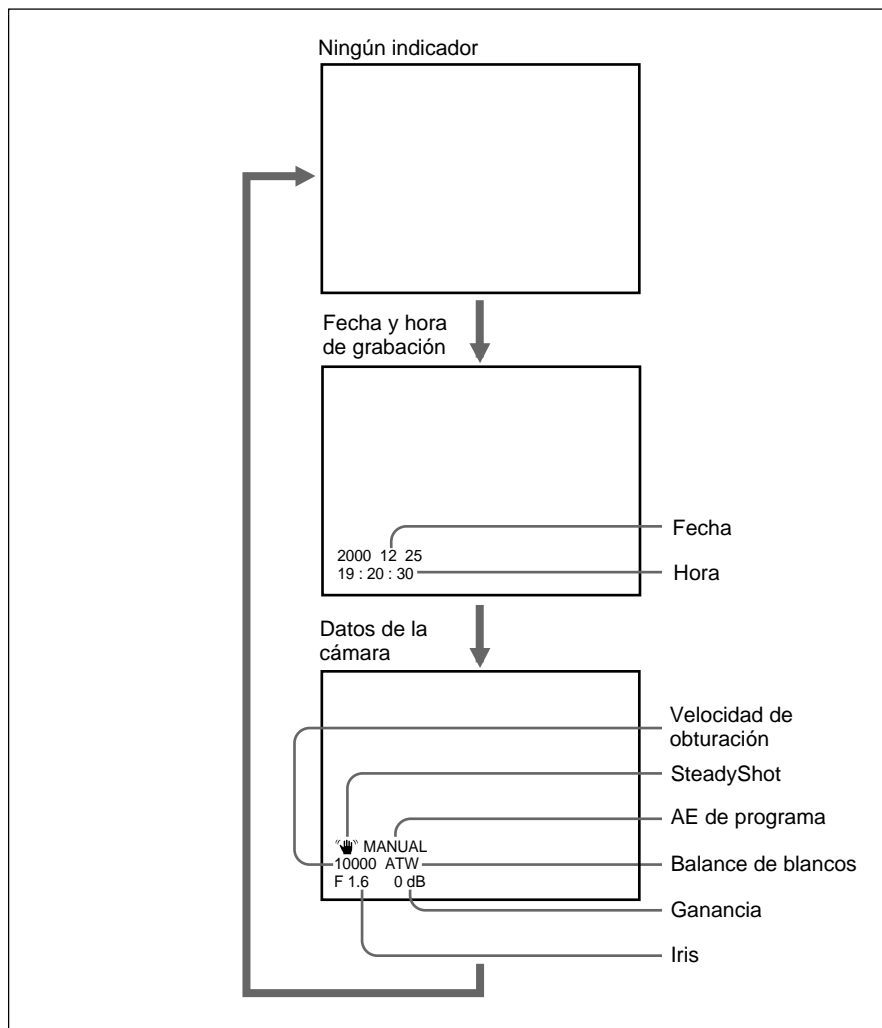 Ningún indicador
Fecha y hora
de grabación
2000 12 25
19 : 20 : 30
Fecha
Hora
Datos de la
cámara
Velocidad de
obturación
SteadyShot
AE de programa
Balance de blancos
Ganancia
Iris
MANUAL
10000 ATW
F 1.6 0 dB